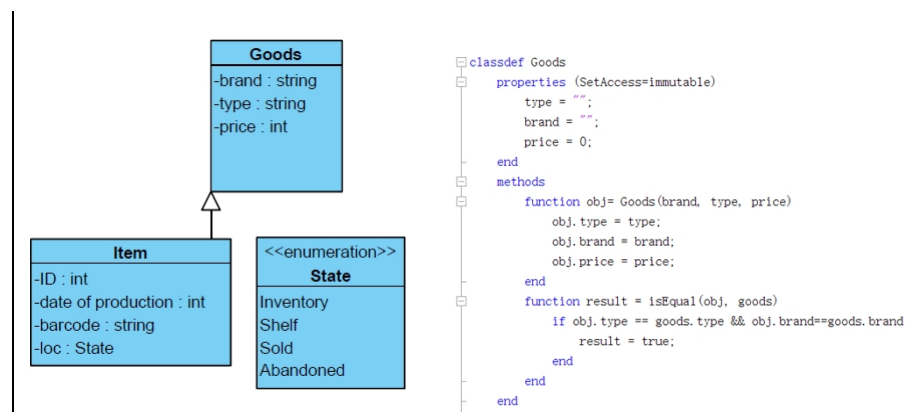 Goods
-brand : string
-type : string
-price : int
Item
-ID : int
-date of production : int
-barcode : string
-loc : State
<<enumeration>>
State
Inventory
Shelf
Sold
Abandoned
classdef Goods
properties (SetAccess=immutable)
type = "";
brand = "";
price = 0;
end
methods
function obj= Goods(brand, type, price)
obj.type = type;
obj.brand = brand;
obj.price = price;
end
function result = isEqual(obj, goods)
if obj.type == goods.type && obj.brand==goods.brand
result = true;
end
end
end